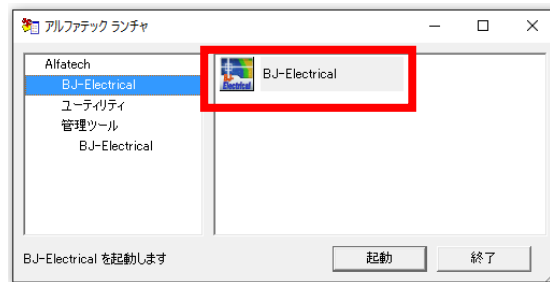 アルファテック ランチャ
Alfatech
BJ-Electrical
ユーティリティ
管理ツール
BJ-Electrical
Electrical
BJ-Electrical
BJ-Electrical を起動します
起動
終了